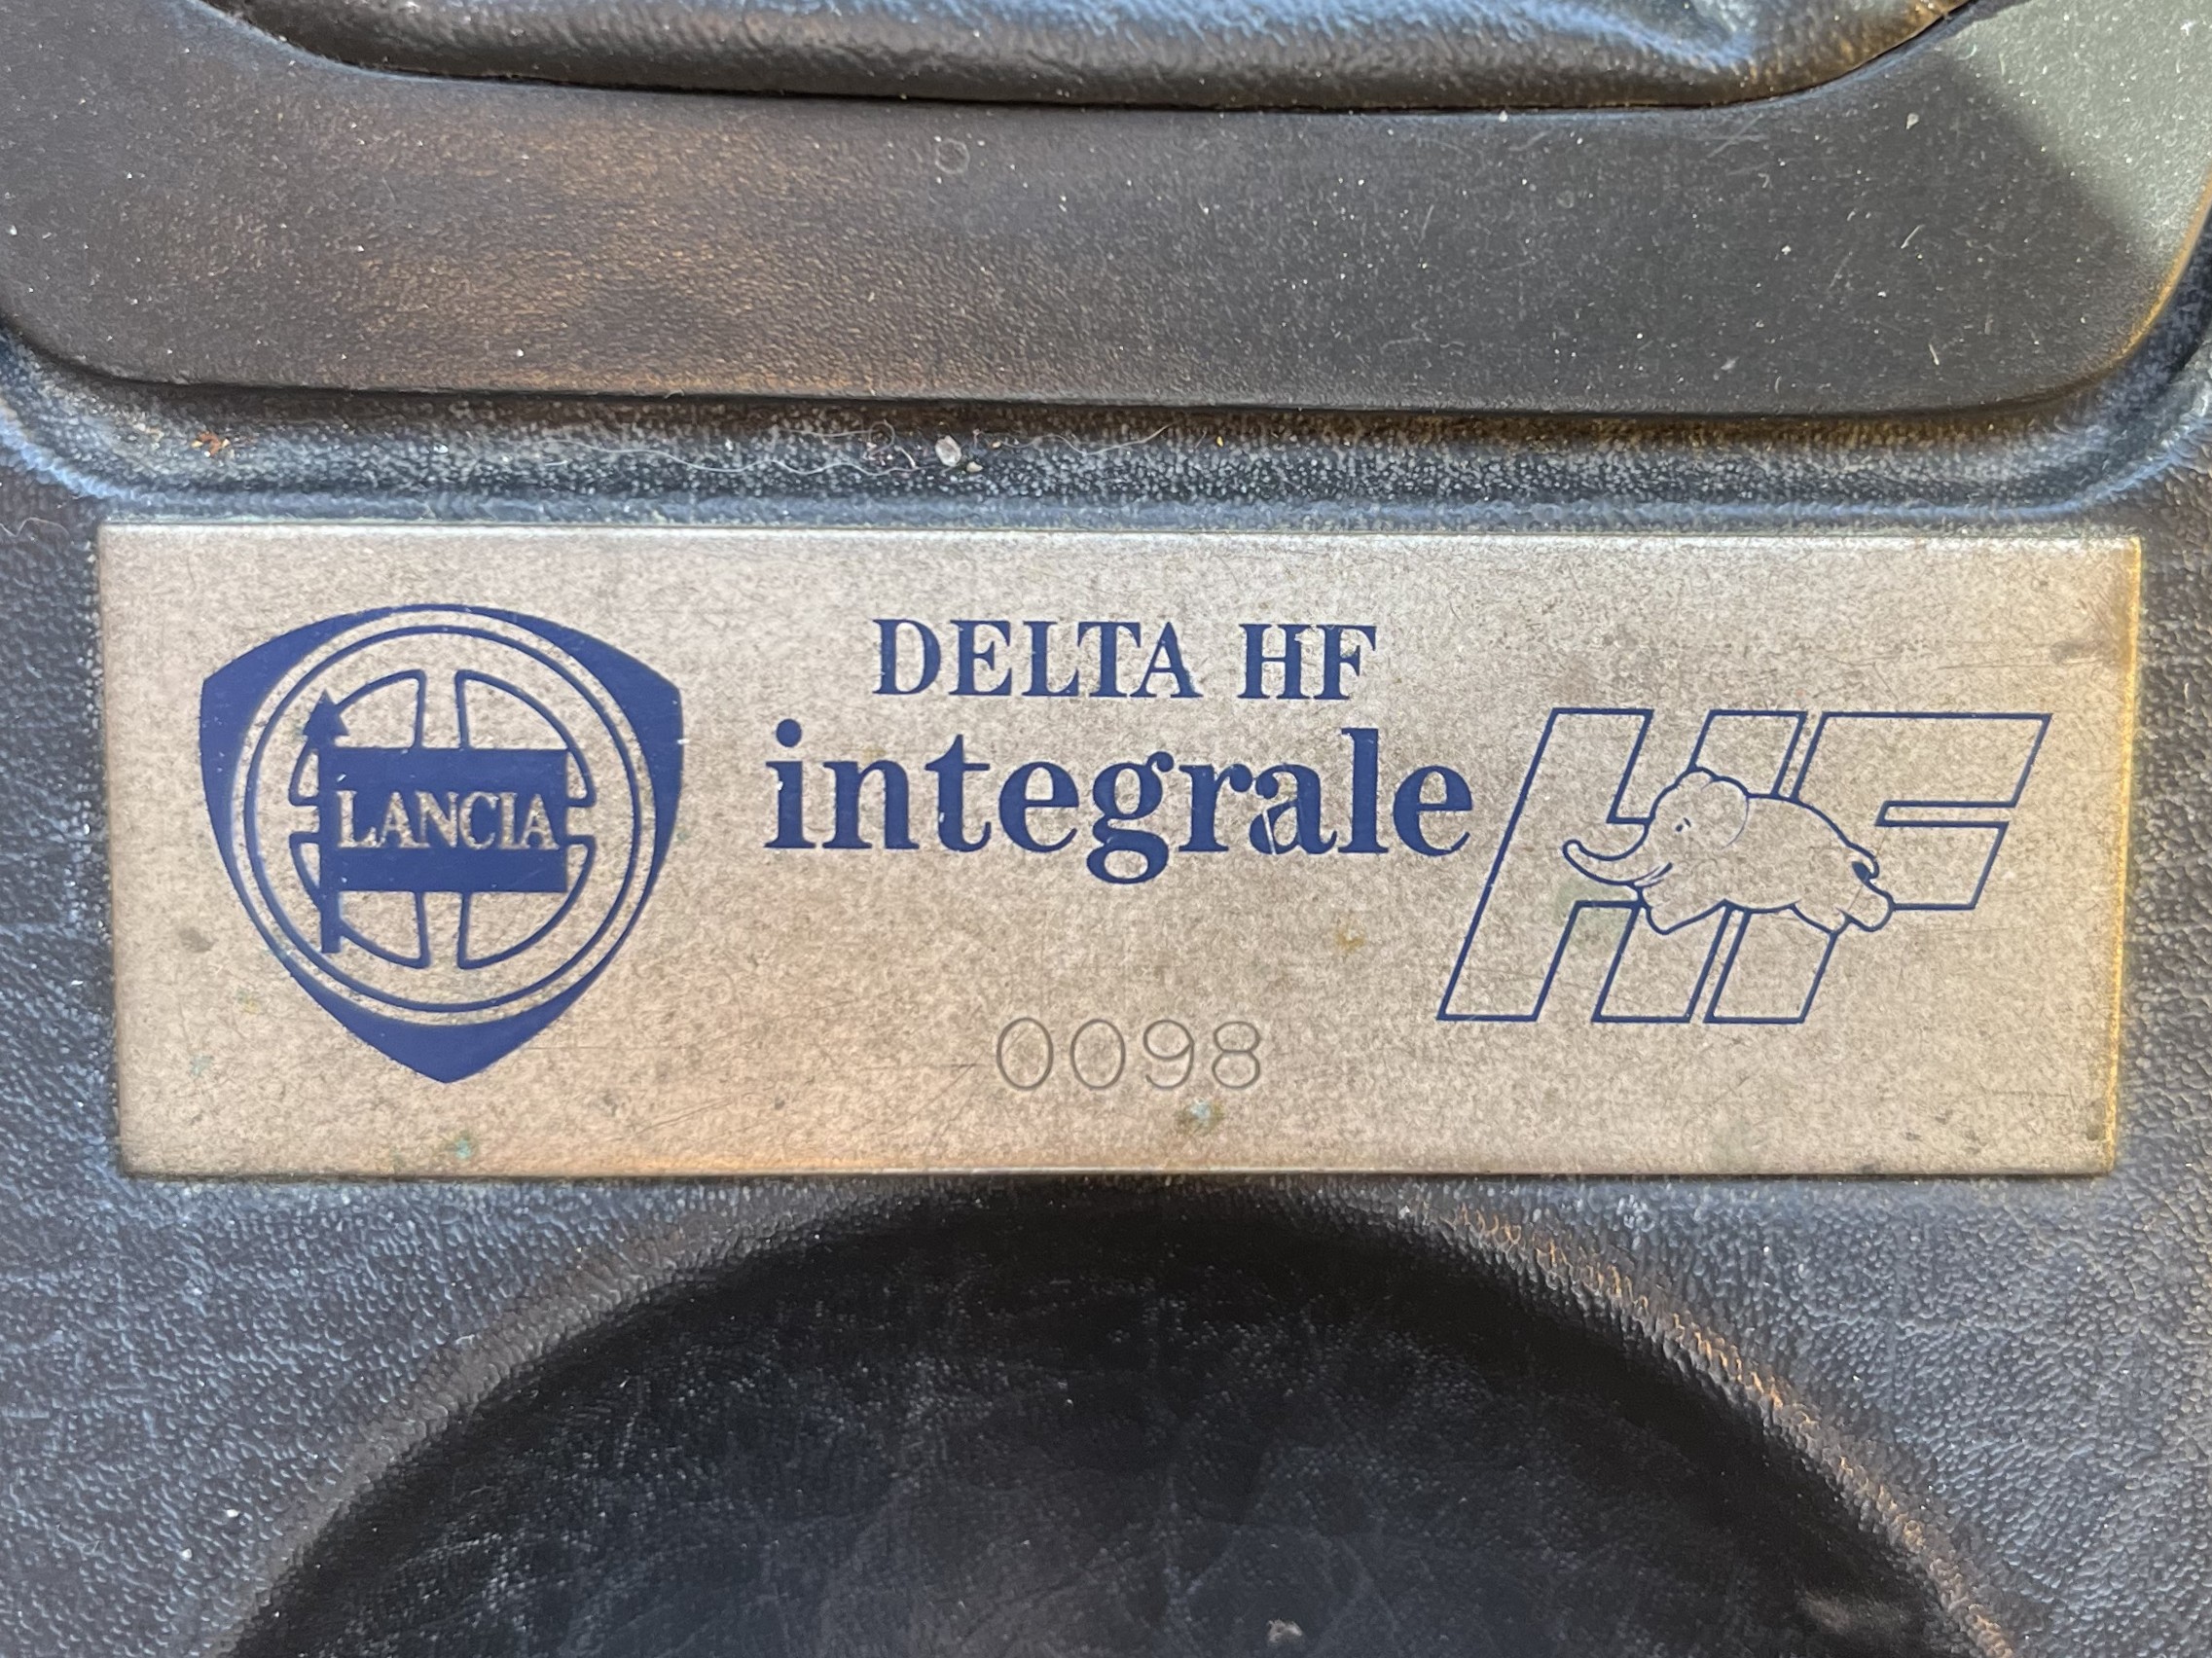 LANCIA
DELTA HF
integrale
HF
0098